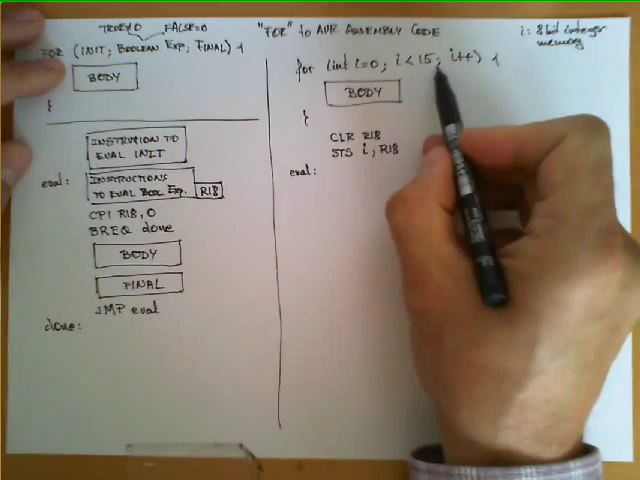 TRUE≠0 FALSE=0
"FOR" TO AVR ASSEMBLY CODE
i: 8 bit integer
memory
FOR (INIT; BOOLEAN EXP; FINAL) {
BODY
}
INSTRUTION TO
EVAL INIT
eval: INSTRUCTIONS
TO EVAL BOOL EXP. R18
CPI R18, 0
BREQ done
BODY
FINAL
JMP eval
done:
for (int i=0; i < 15; i++) {
BODY
}
CLR R18
STS i, R18
eval: